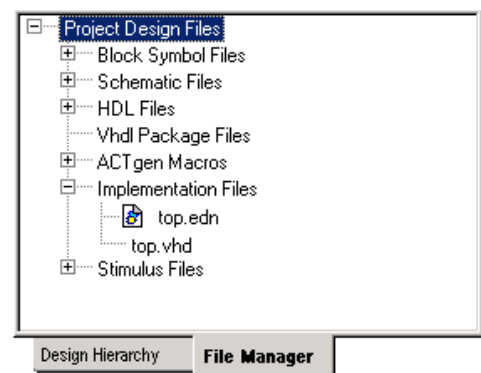 Project Design Files
Block Symbol Files
Schematic Files
HDL Files
Vhdl Package Files
ACTgen Macros
Implementation Files
top.edn
top.vhd
Stimulus Files
Design Hierarchy File Manager